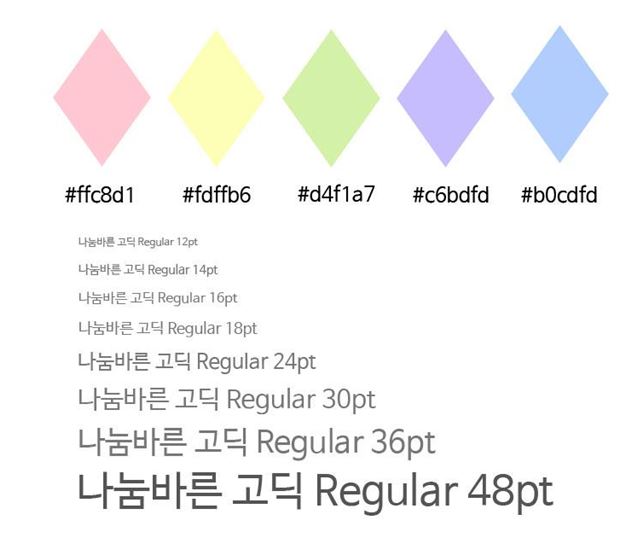 #ffc8d1 #fdffb6 #d4f1a7 #c6bdfd #b0cdfd
나눔바른 고딕 Regular 12pt
나눔바른 고딕 Regular 14pt
나눔바른 고딕 Regular 16pt
나눔바른 고딕 Regular 18pt
나눔바른 고딕 Regular 24pt
나눔바른 고딕 Regular 30pt
나눔바른 고딕 Regular 36pt
나눔바른 고딕 Regular 48pt